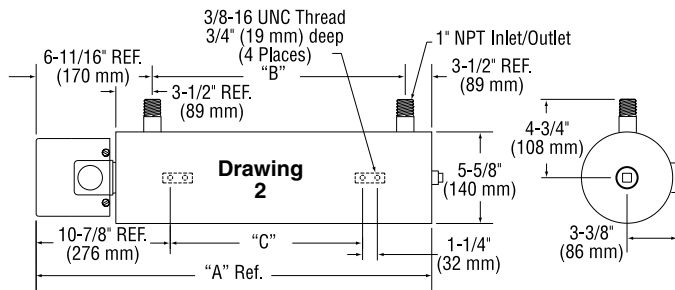 3/8-16 UNC Thread
3/4" (19 mm) deep
(4 Places)
1" NPT Inlet/Outlet
6-11/16" REF.
(170 mm)
"B"
3-1/2" REF.
(89 mm)
3-1/2" REF.
(89 mm)
4-3/4"
(108 mm)
Drawing
2
5-5/8"
(140 mm)
10-7/8" REF.
(276 mm)
"C"
1-1/4"
(32 mm)
3-3/8"
(86 mm)
"A" Ref.